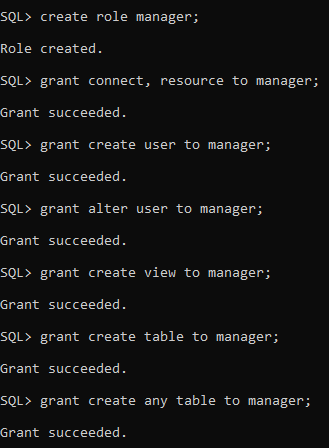 SQL> create role manager;
Role created.
SQL> grant connect, resource to manager;
Grant succeeded.
SQL> grant create user to manager;
Grant succeeded.
SQL> grant alter user to manager;
Grant succeeded.
SQL> grant create view to manager;
Grant succeeded.
SQL> grant create table to manager;
Grant succeeded.
SQL> grant create any table to manager;
Grant succeeded.